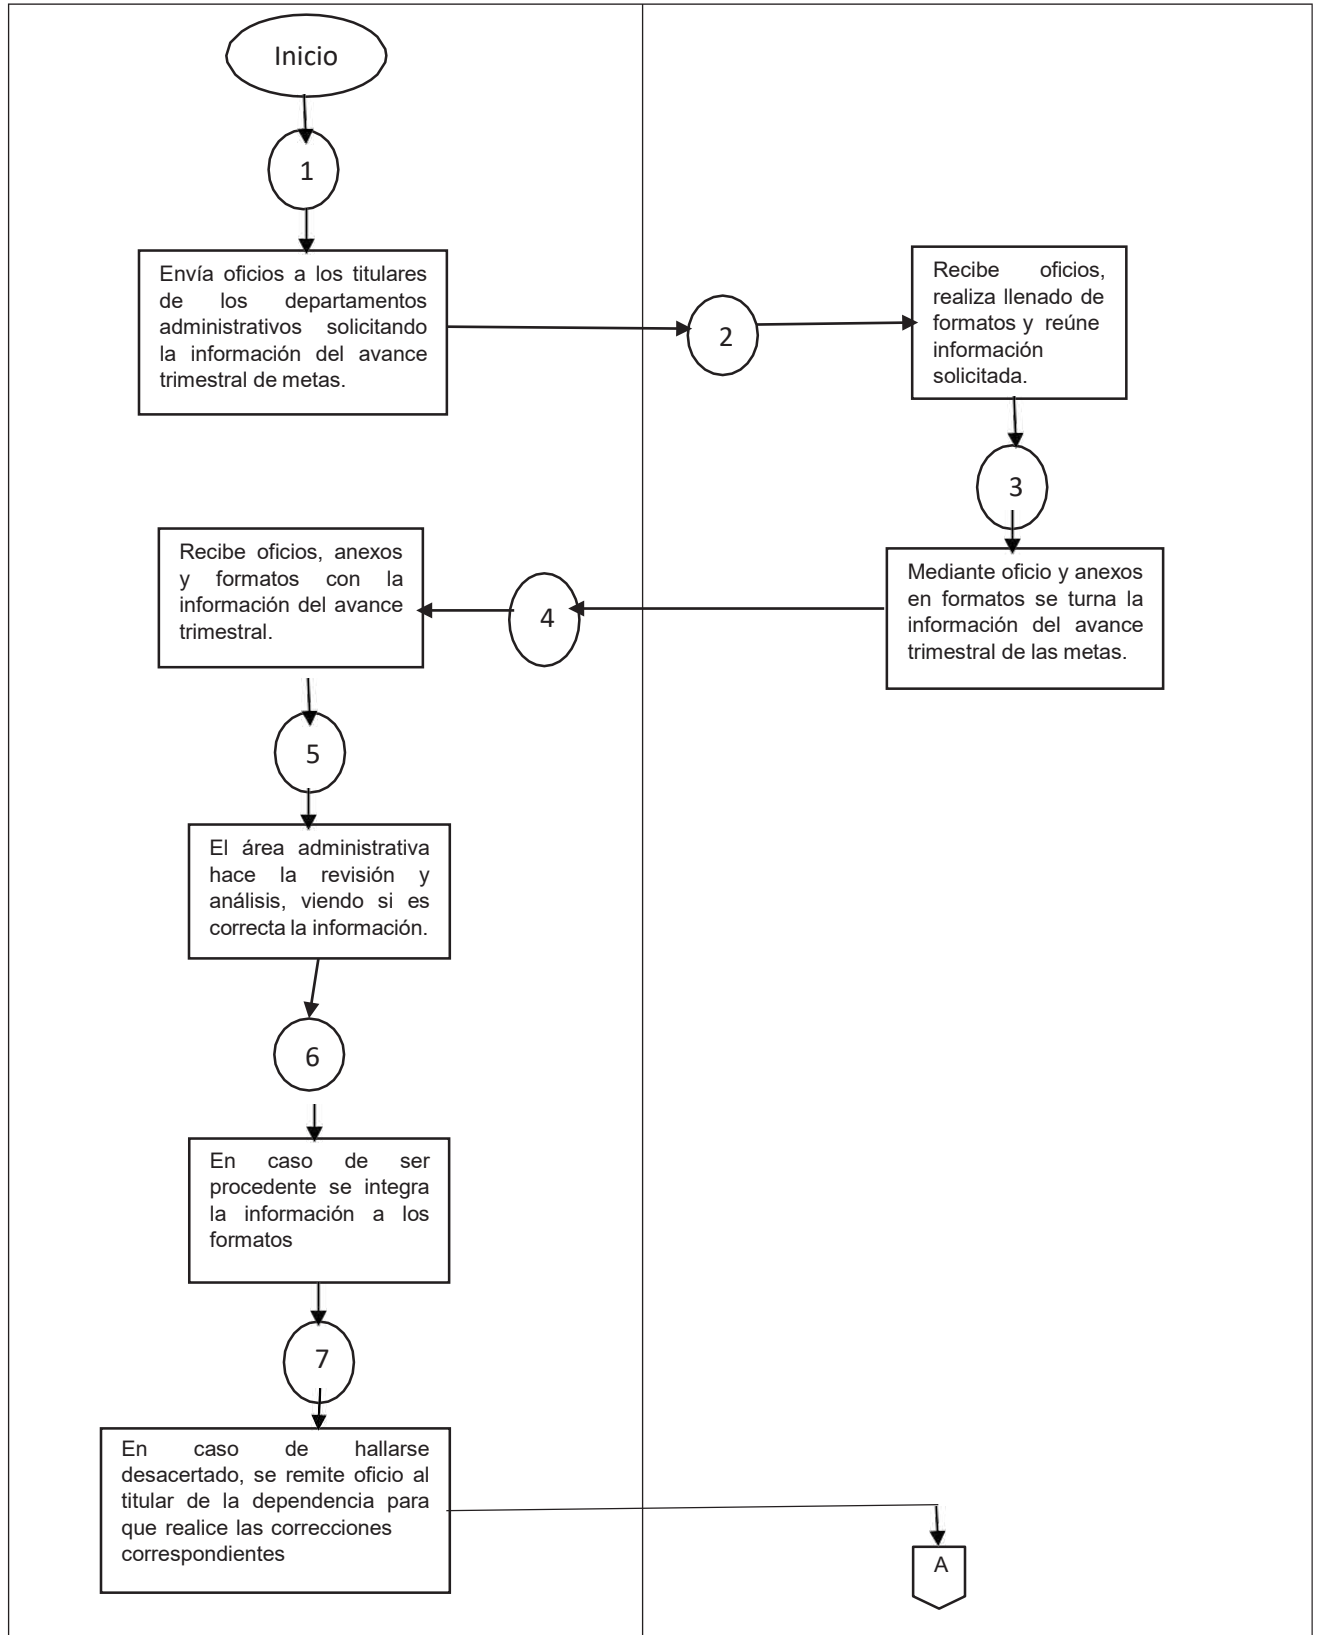 Inicio
1
Envía oficios a los titulares
de los departamentos
administrativos solicitando
la información del avance
trimestral de metas.
2
Recibe oficios,
realiza llenado de
formatos y reúne
información
solicitada.
3
Mediante oficio y anexos
en formatos se turna la
información del avance
trimestral de las metas.
4
Recibe oficios, anexos
y formatos con la
información del avance
trimestral.
5
El área administrativa
hace la revisión y
análisis, viendo si es
correcta la información.
6
En caso de ser
procedente se integra
la información a los
formatos
7
En caso de hallarse
desacertado, se remite oficio al
titular de la dependencia para
que realice las correcciones
correspondientes
A